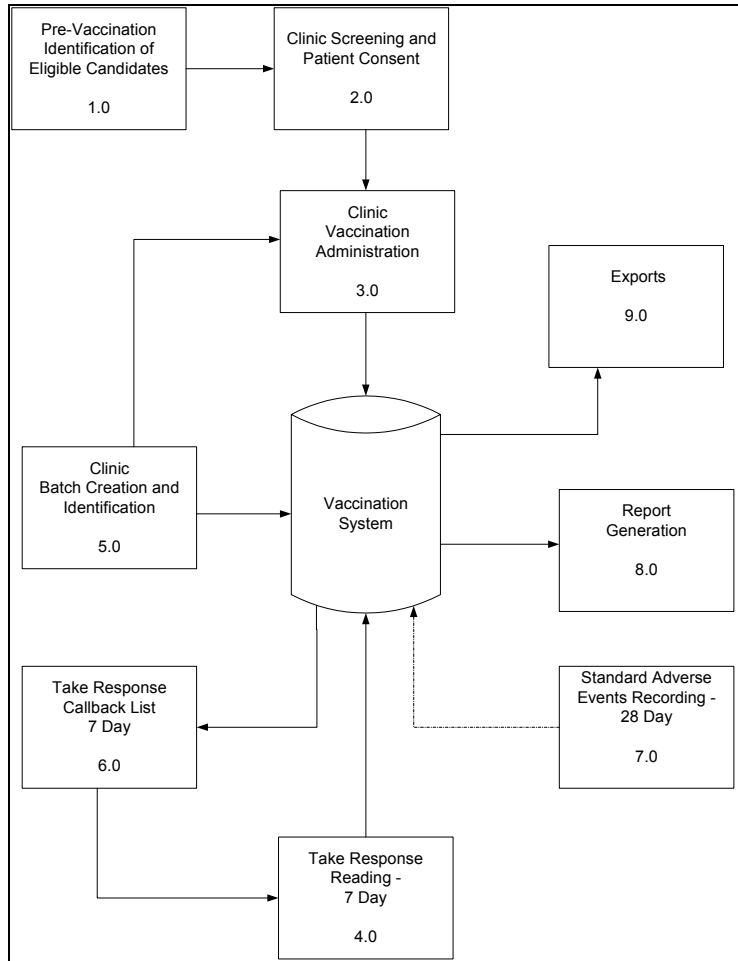 Pre-Vaccination
Identification of
Eligible Candidates
1.0
Clinic Screening and
Patient Consent
2.0
Clinic
Vaccination
Administration
3.0
Exports
9.0
Clinic
Batch Creation and
Identification
5.0
Vaccination
System
Report
Generation
8.0
Take Response
Callback List
7 Day
6.0
Standard Adverse
Events Recording -
28 Day
7.0
Take Response
Reading -
7 Day
4.0